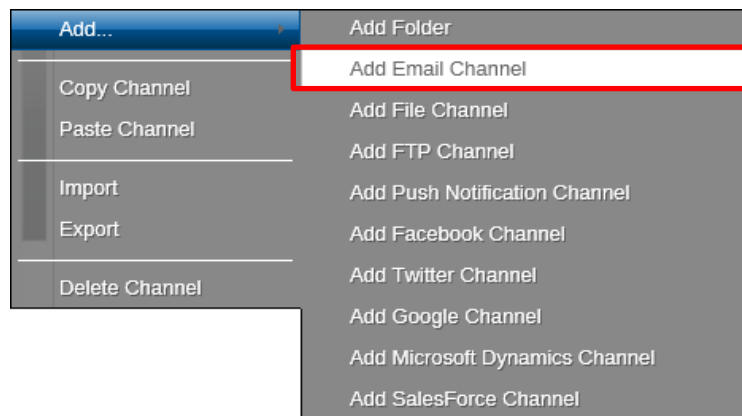 Add...
Copy Channel
Paste Channel
Import
Export
Delete Channel
Add Folder
Add Email Channel
Add File Channel
Add FTP Channel
Add Push Notification Channel
Add Facebook Channel
Add Twitter Channel
Add Google Channel
Add Microsoft Dynamics Channel
Add SalesForce Channel